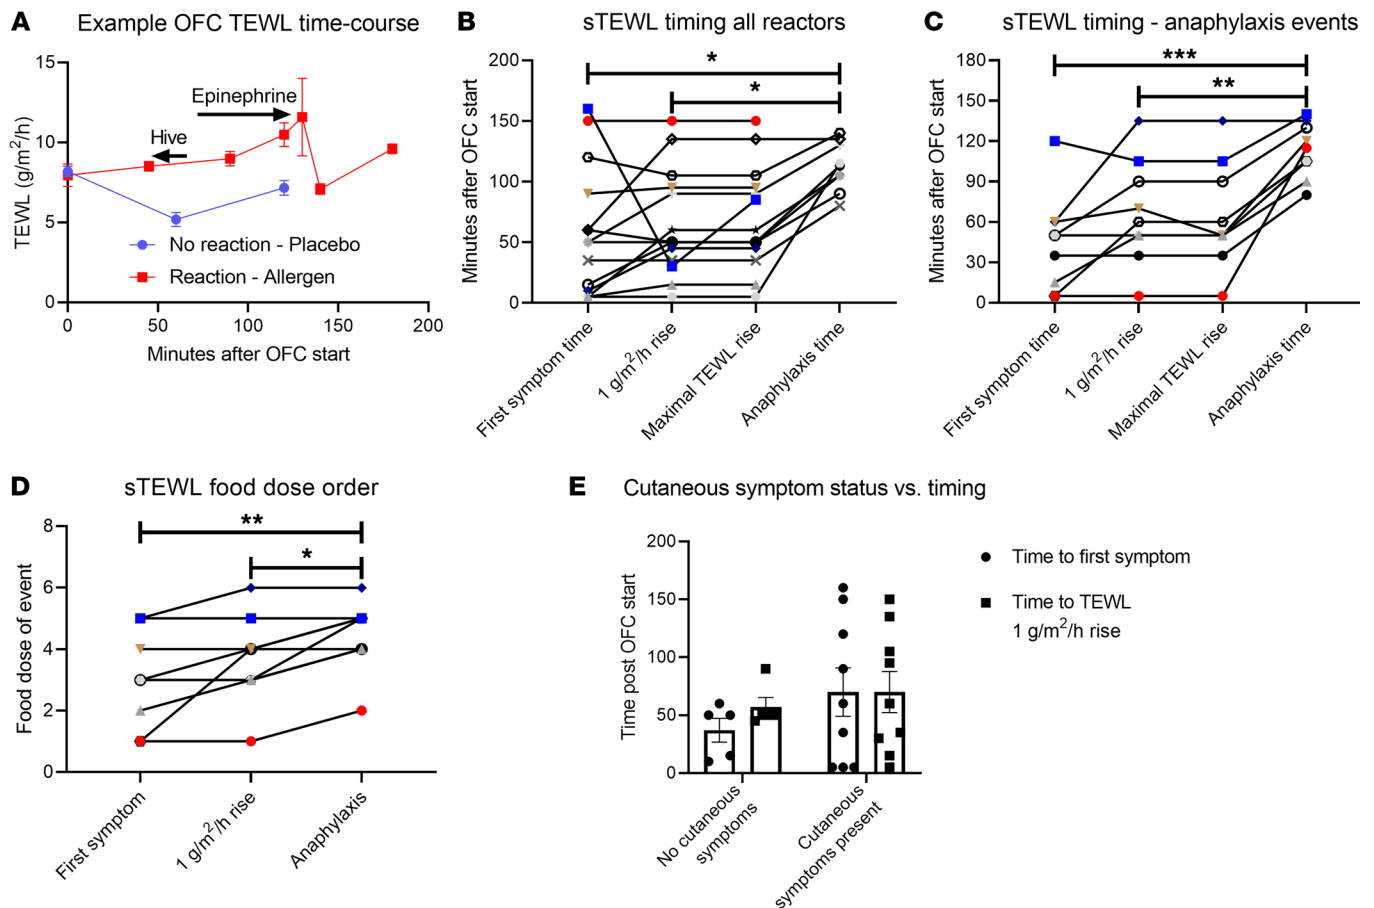 A Example OFC TEWL time-course
15
10
5
0
TEWL (g/m²/h)
Epinephrine
Hive
No reaction - Placebo
Reaction - Allergen
0 50 100 150 200
Minutes after OFC start
B sTEWL timing all reactors
200
150
100
50
0
Minutes after OFC start
*
*
First symptom time
1 g/m²/h rise
Maximal TEWL rise
Anaphylaxis time
C sTEWL timing - anaphylaxis events
180
150
120
90
60
30
0
Minutes after OFC start
***
**
First symptom time
1 g/m²/h rise
Maximal TEWL rise
Anaphylaxis time
D sTEWL food dose order
8
6
4
2
0
Food dose of event
**
*
First symptom
1 g/m²/h rise
Anaphylaxis
E Cutaneous symptom status vs. timing
200
150
100
50
0
Time post OFC start
No cutaneous
symptoms
Cutaneous
symptoms present
Time to first symptom
Time to TEWL
1 g/m²/h rise